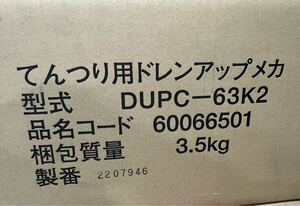 てんつり用ドレンアップメカ
型式 DUPC-63K2
品名コード 60066501
梱包質量 3.5kg
製番 2207946